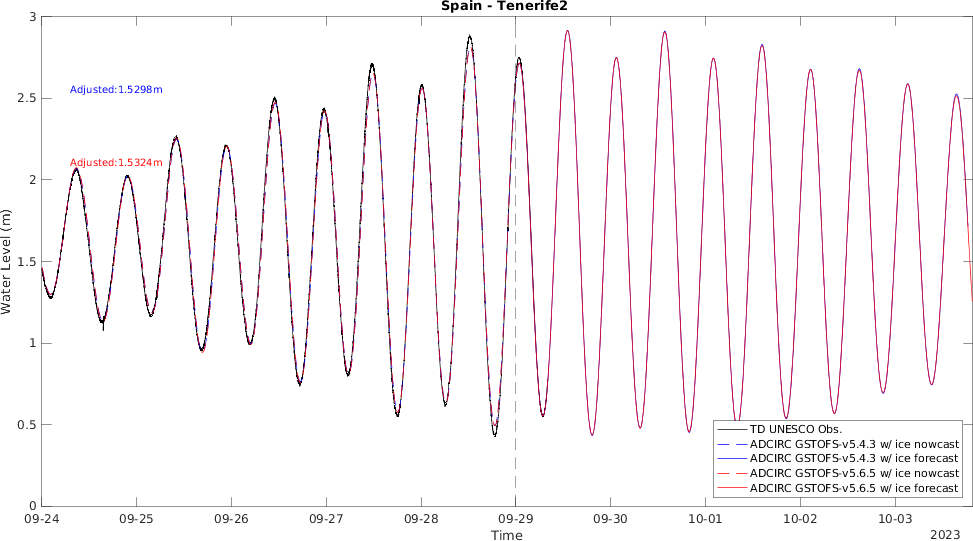 Spain - Tenerife2
3
2.5
2
1.5
1
0.5
0
Water Level (m)
Adjusted:1.5298m
Adjusted:1.5324m
TD UNESCO Obs.
ADCIRC GSTOFS-v5.4.3 w/ ice nowcast
ADCIRC GSTOFS-v5.4.3 w/ ice forecast
ADCIRC GSTOFS-v5.6.5 w/ ice nowcast
ADCIRC GSTOFS-v5.6.5 w/ ice forecast
09-24 09-25 09-26 09-27 09-28 09-29 09-30 10-01 10-02 10-03
Time
2023